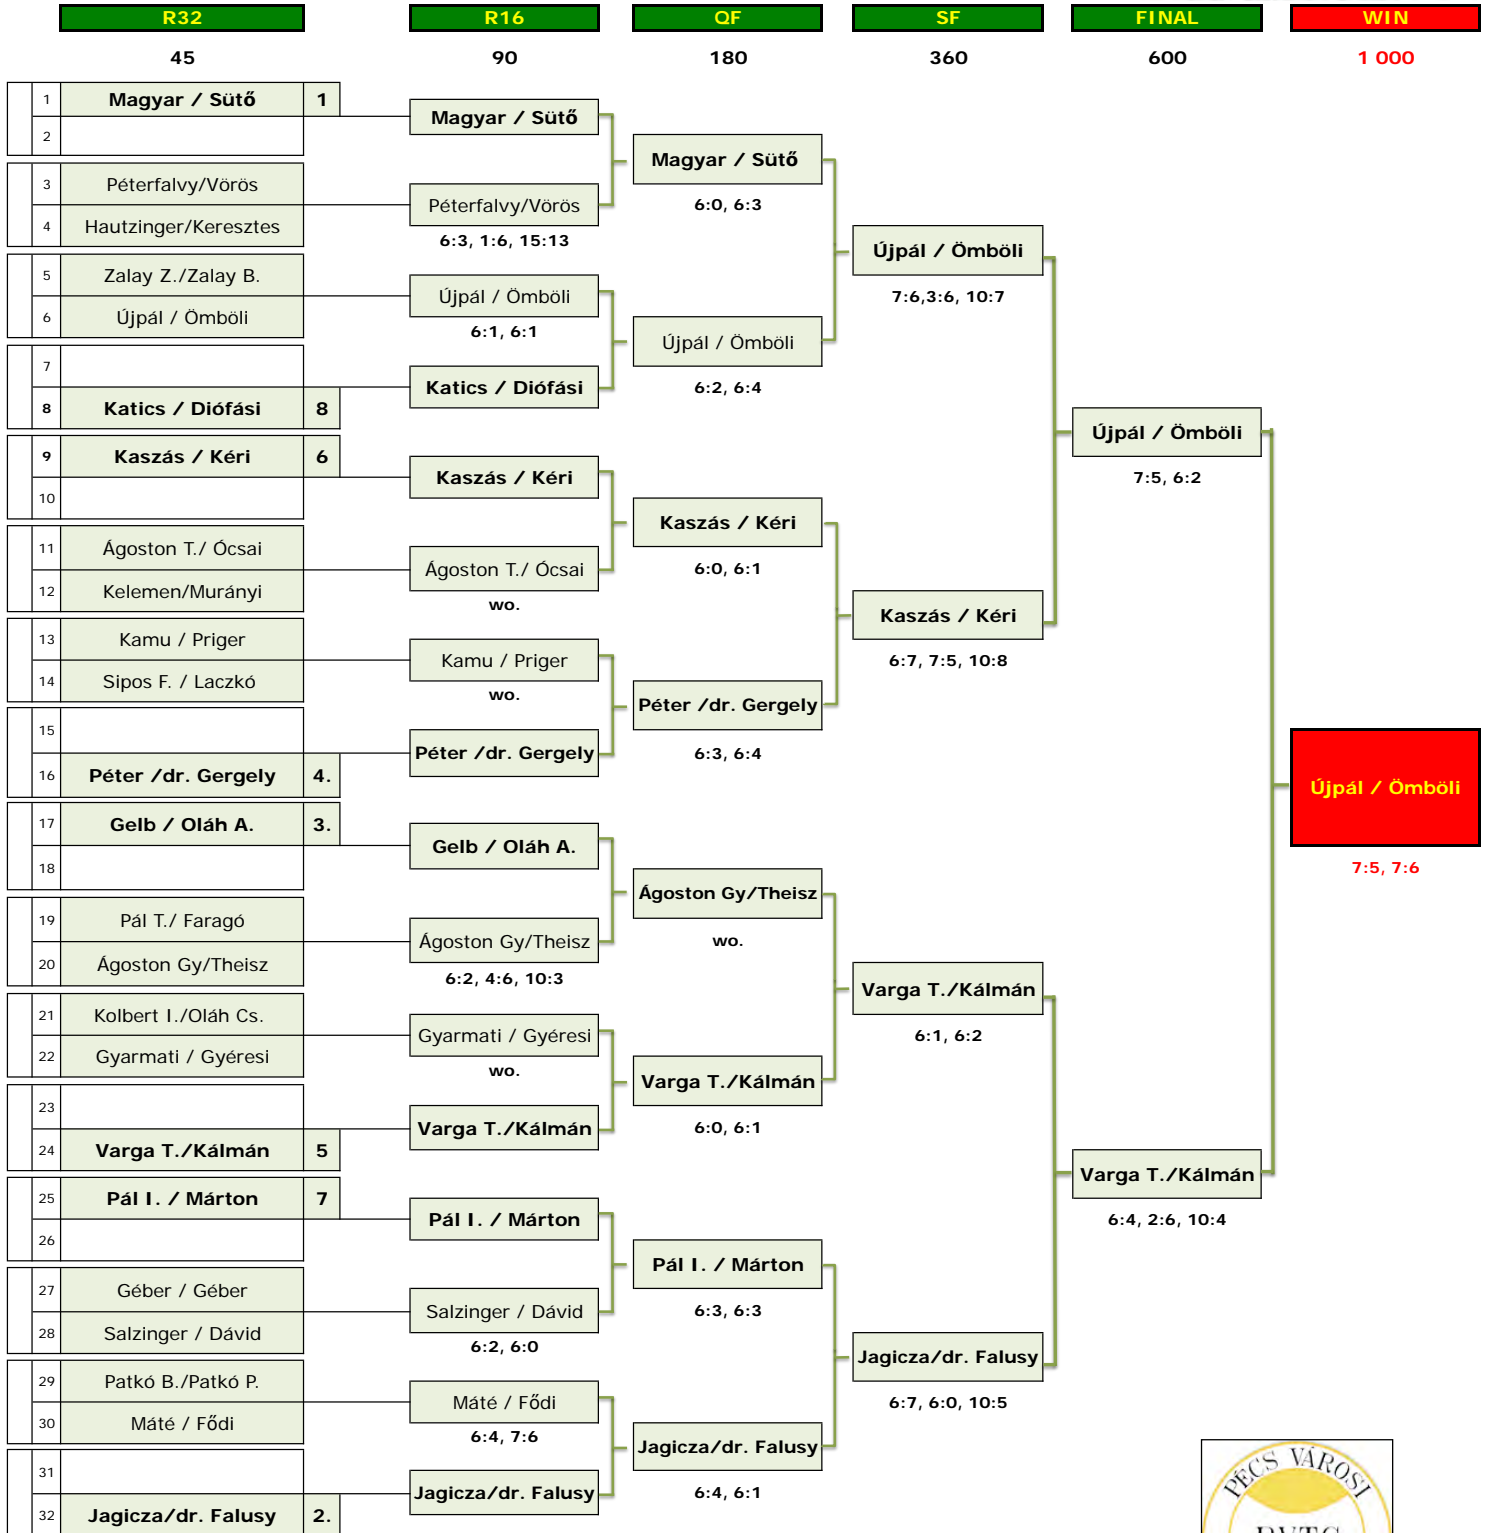 R32 R16 QF SF FINAL WIN
45 90 180 360 600 1 000
1 Magyar / Sütő 1
2
Magyar / Sütő
Magyar / Sütő
6:0, 6:3
3 Péterfalvy/Vörös
4 Hautzinger/Keresztes
Péterfalvy/Vörös
6:3, 1:6, 15:13
Újpál / Ömböli
7:6,3:6, 10:7
5 Zalay Z./Zalay B.
6 Újpál / Ömböli
Újpál / Ömböli
6:1, 6:1
Újpál / Ömböli
6:2, 6:4
7
8 Katics / Diófási 8
Katics / Diófási
Újpál / Ömböli
7:5, 6:2
9 Kaszás / Kéri 6
10
Kaszás / Kéri
Kaszás / Kéri
6:0, 6:1
11 Ágoston T./ Ócsai
12 Kelemen/Murányi
Ágoston T./ Ócsai
wo.
Kaszás / Kéri
6:7, 7:5, 10:8
13 Kamu / Priger
14 Sipos F. / Laczkó
Kamu / Priger
wo.
Péter /dr. Gergely
6:3, 6:4
15
16 Péter /dr. Gergely 4.
Péter /dr. Gergely
Újpál / Ömböli
7:5, 7:6
17 Gelb / Oláh A. 3.
18
Gelb / Oláh A.
Ágoston Gy/Theisz
wo.
19 Pál T./ Faragó
20 Ágoston Gy/Theisz
Ágoston Gy/Theisz
6:2, 4:6, 10:3
Varga T./Kálmán
6:1, 6:2
21 Kolbert I./Oláh Cs.
22 Gyarmati / Gyéresi
Gyarmati / Gyéresi
wo.
Varga T./Kálmán
6:0, 6:1
23
24 Varga T./Kálmán 5
Varga T./Kálmán
Varga T./Kálmán
6:4, 2:6, 10:4
25 Pál I. / Márton 7
26
Pál I. / Márton
Pál I. / Márton
6:3, 6:3
27 Géber / Géber
28 Salzinger / Dávid
Salzinger / Dávid
6:2, 6:0
Jagicza/dr. Falusy
6:7, 6:0, 10:5
29 Patkó B./Patkó P.
30 Máté / Fődi
Máté / Fődi
6:4, 7:6
Jagicza/dr. Falusy
6:4, 6:1
31
32 Jagicza/dr. Falusy 2.
Jagicza/dr. Falusy
PÉCS VÁROSI